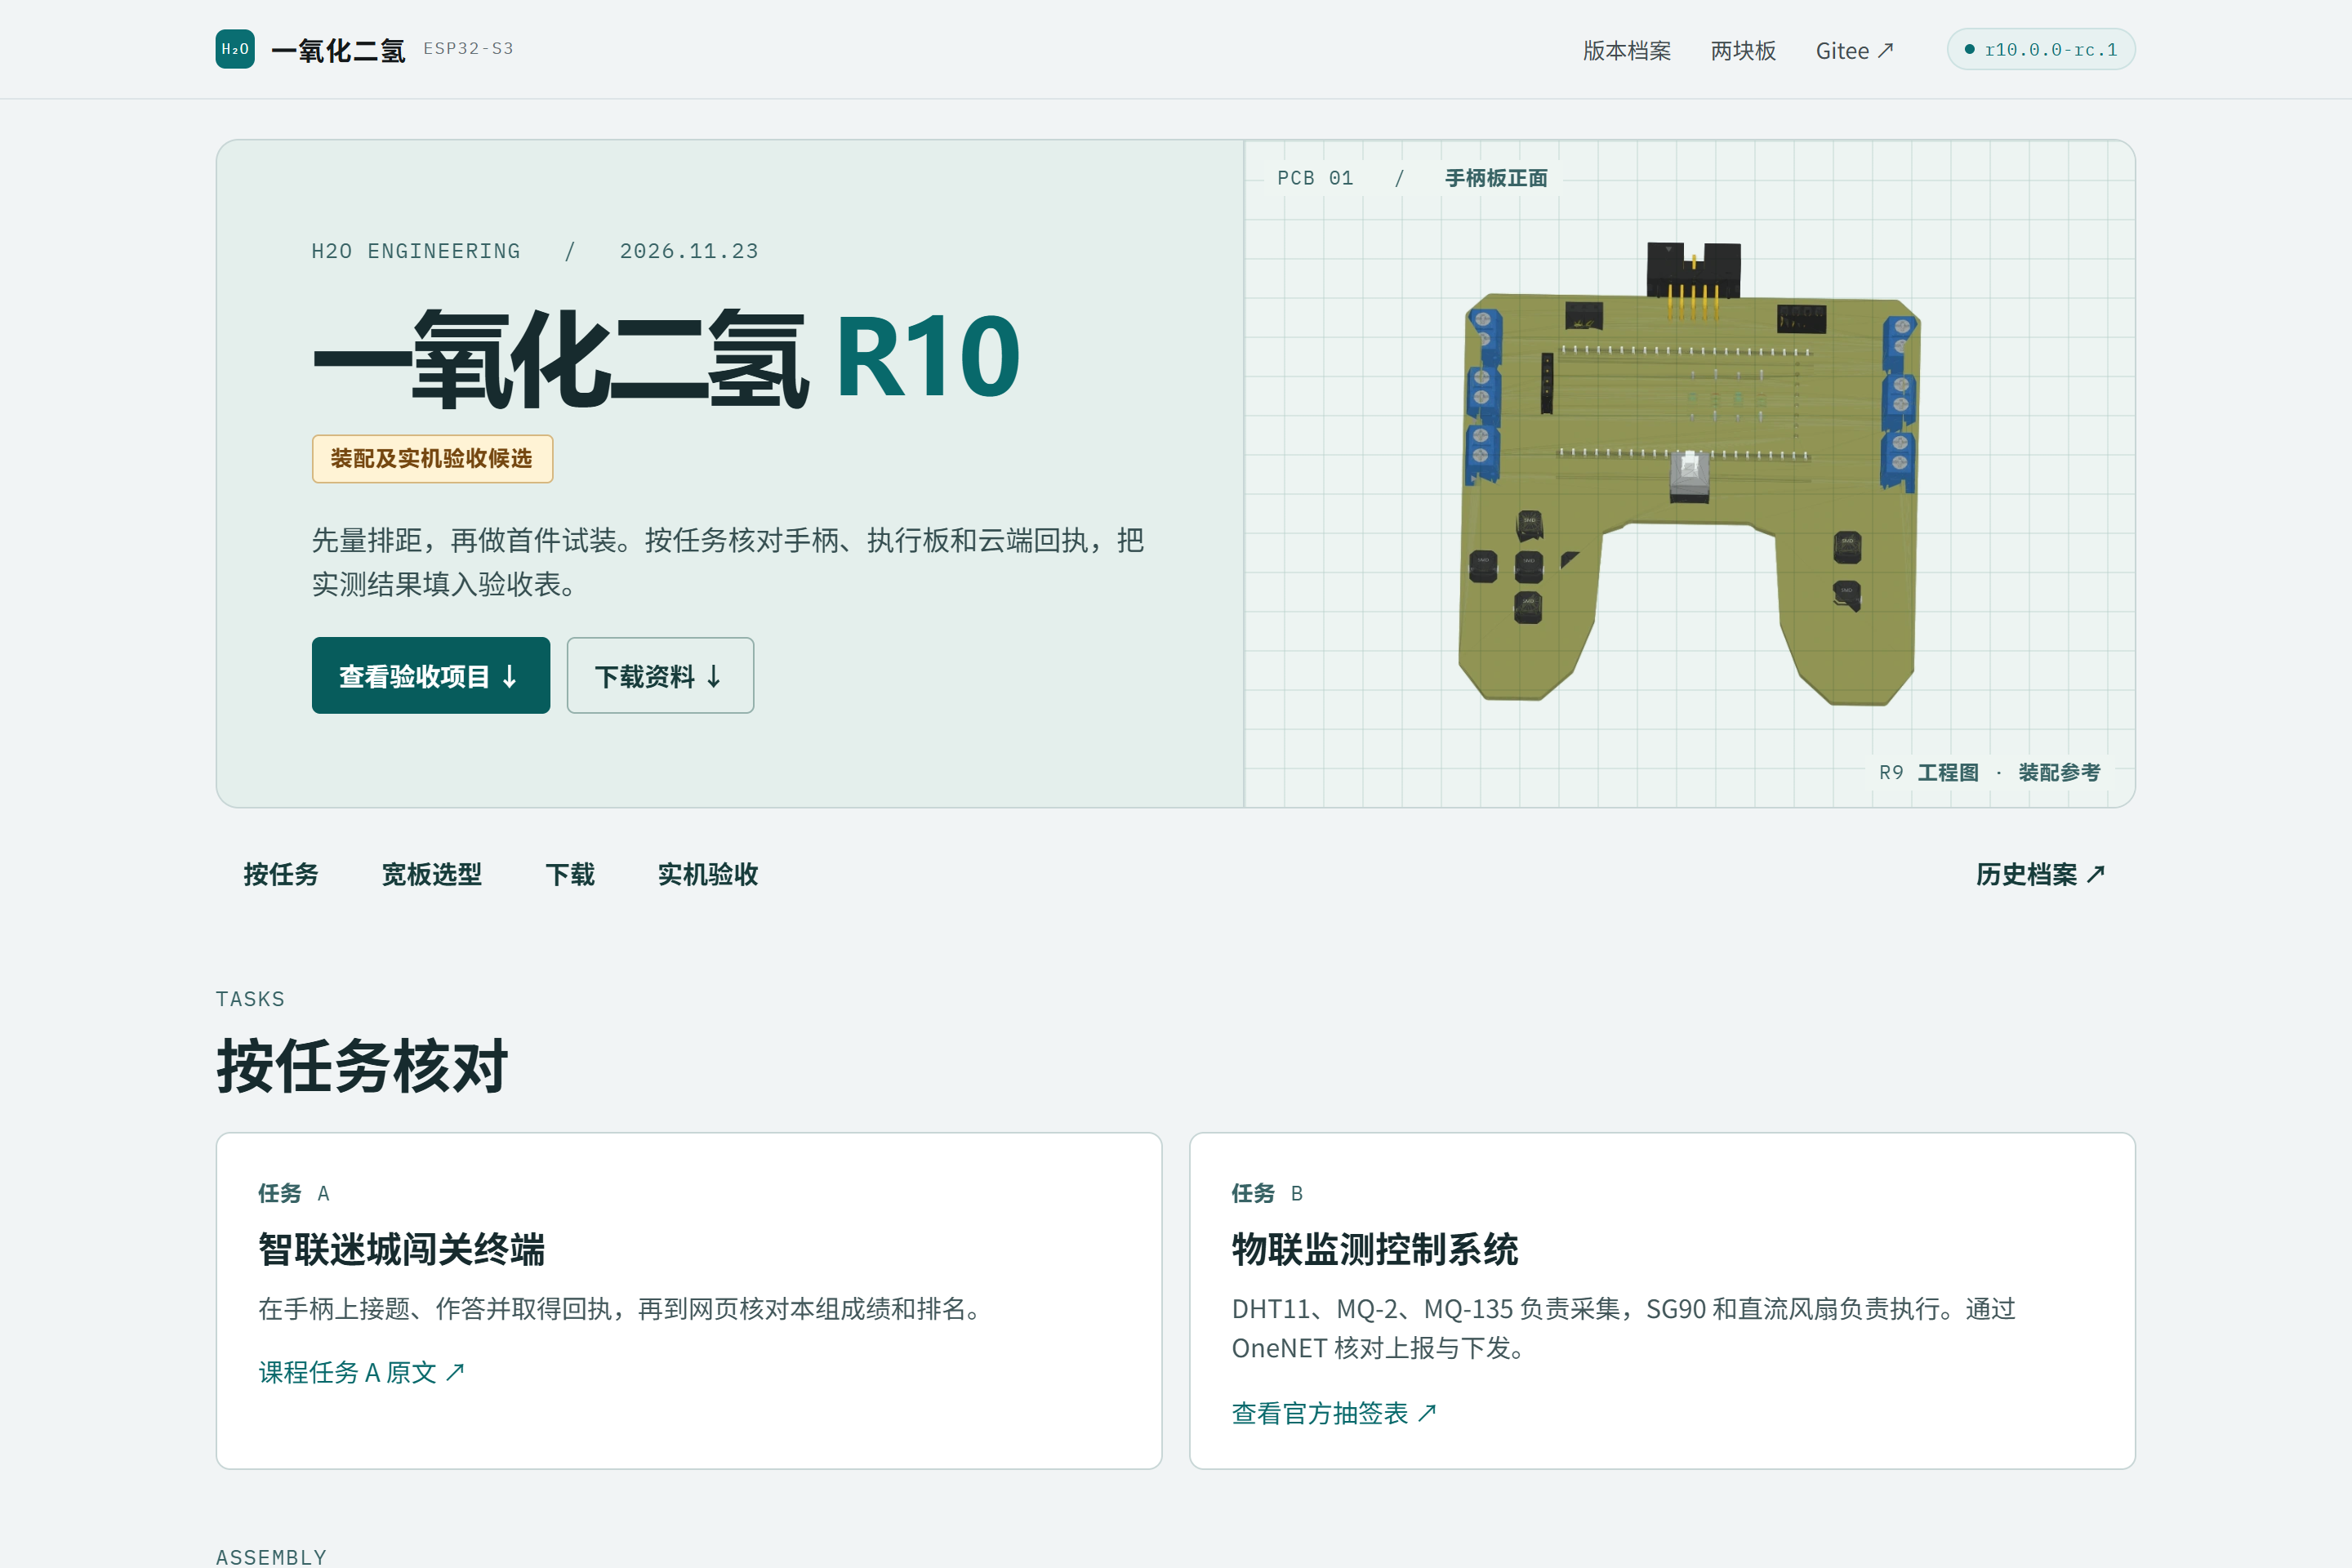 H₂O 一氧化二氢 ESP32-S3
版本档案 两块板 Gitee ↗ r10.0.0-rc.1
H2O ENGINEERING / 2026.11.23
一氧化二氢 R10
装配及实机验收候选
先量排距，再做首件试装。按任务核对手柄、执行板和云端回执，把
实测结果填入验收表。
查看验收项目 ↓ 下载资料 ↓
PCB 01 / 手柄板正面
R9 工程图 · 装配参考
按任务 宽板选型 下载 实机验收 历史档案 ↗
TASKS
按任务核对
任务 A
智联迷城闯关终端
在手柄上接题、作答并取得回执，再到网页核对本组成绩和排名。
课程任务 A 原文 ↗
任务 B
物联监测控制系统
DHT11、MQ-2、MQ-135 负责采集，SG90 和直流风扇负责执行。通过
OneNET 核对上报与下发。
查看官方抽签表 ↗
ASSEMBLY